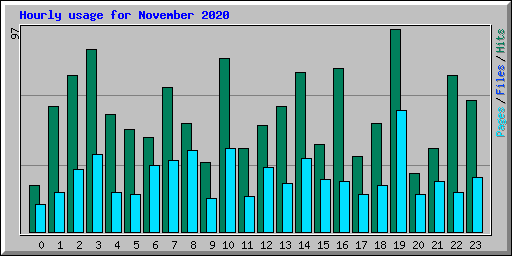 Hourly usage for November 2020
97
Pages/Files/Hits
0 1 2 3 4 5 6 7 8 9 10 11 12 13 14 15 16 17 18 19 20 21 22 23